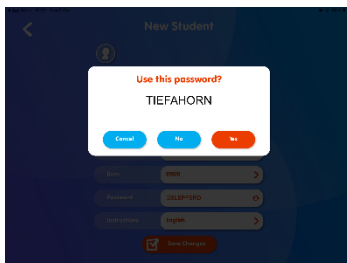 New Student
Use this password?
TIEFAHORN
Cancel
No
Yes
Password
Instructions
English
Save Changes